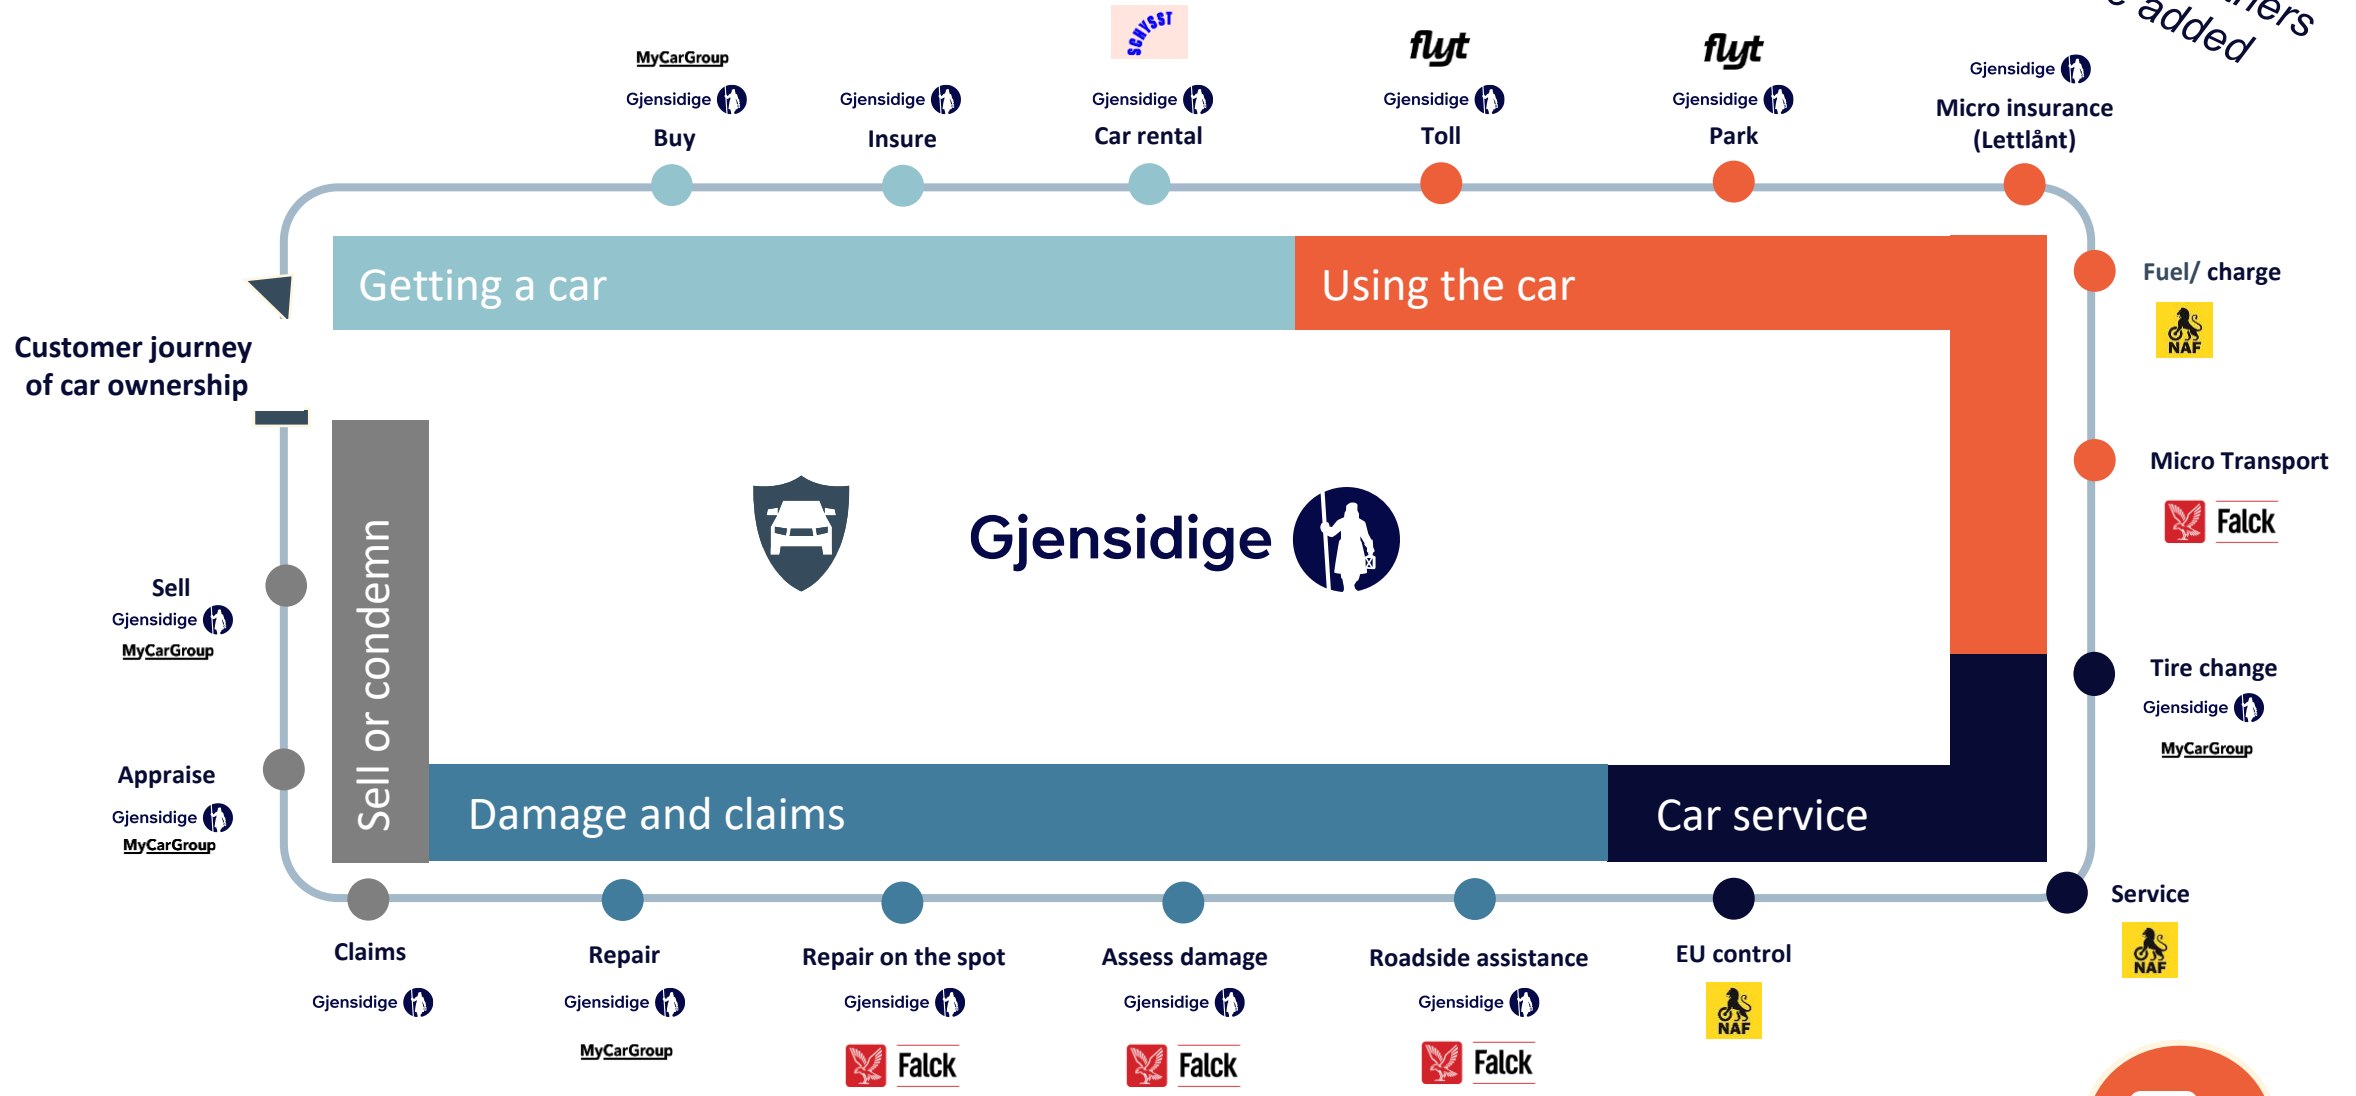 added
MyCarGroup
Gjensidige
Buy
Gjensidige
Insure
SCHYSST
Gjensidige
Car rental
flyt
Gjensidige
Toll
flyt
Gjensidige
Park
Gjensidige
Micro insurance
(Lettlånt)
Getting a car
Using the car
Fuel/ charge
NAF
Customer journey
of car ownership
Micro Transport
Falck
Gjensidige
Sell or condemn
Sell
Gjensidige
MyCarGroup
Tire change
Gjensidige
MyCarGroup
Appraise
Gjensidige
MyCarGroup
Damage and claims
Car service
Service
NAF
Claims
Gjensidige
Repair
Gjensidige
MyCarGroup
Repair on the spot
Gjensidige
Falck
Assess damage
Gjensidige
Falck
Roadside assistance
Gjensidige
Falck
EU control
NAF